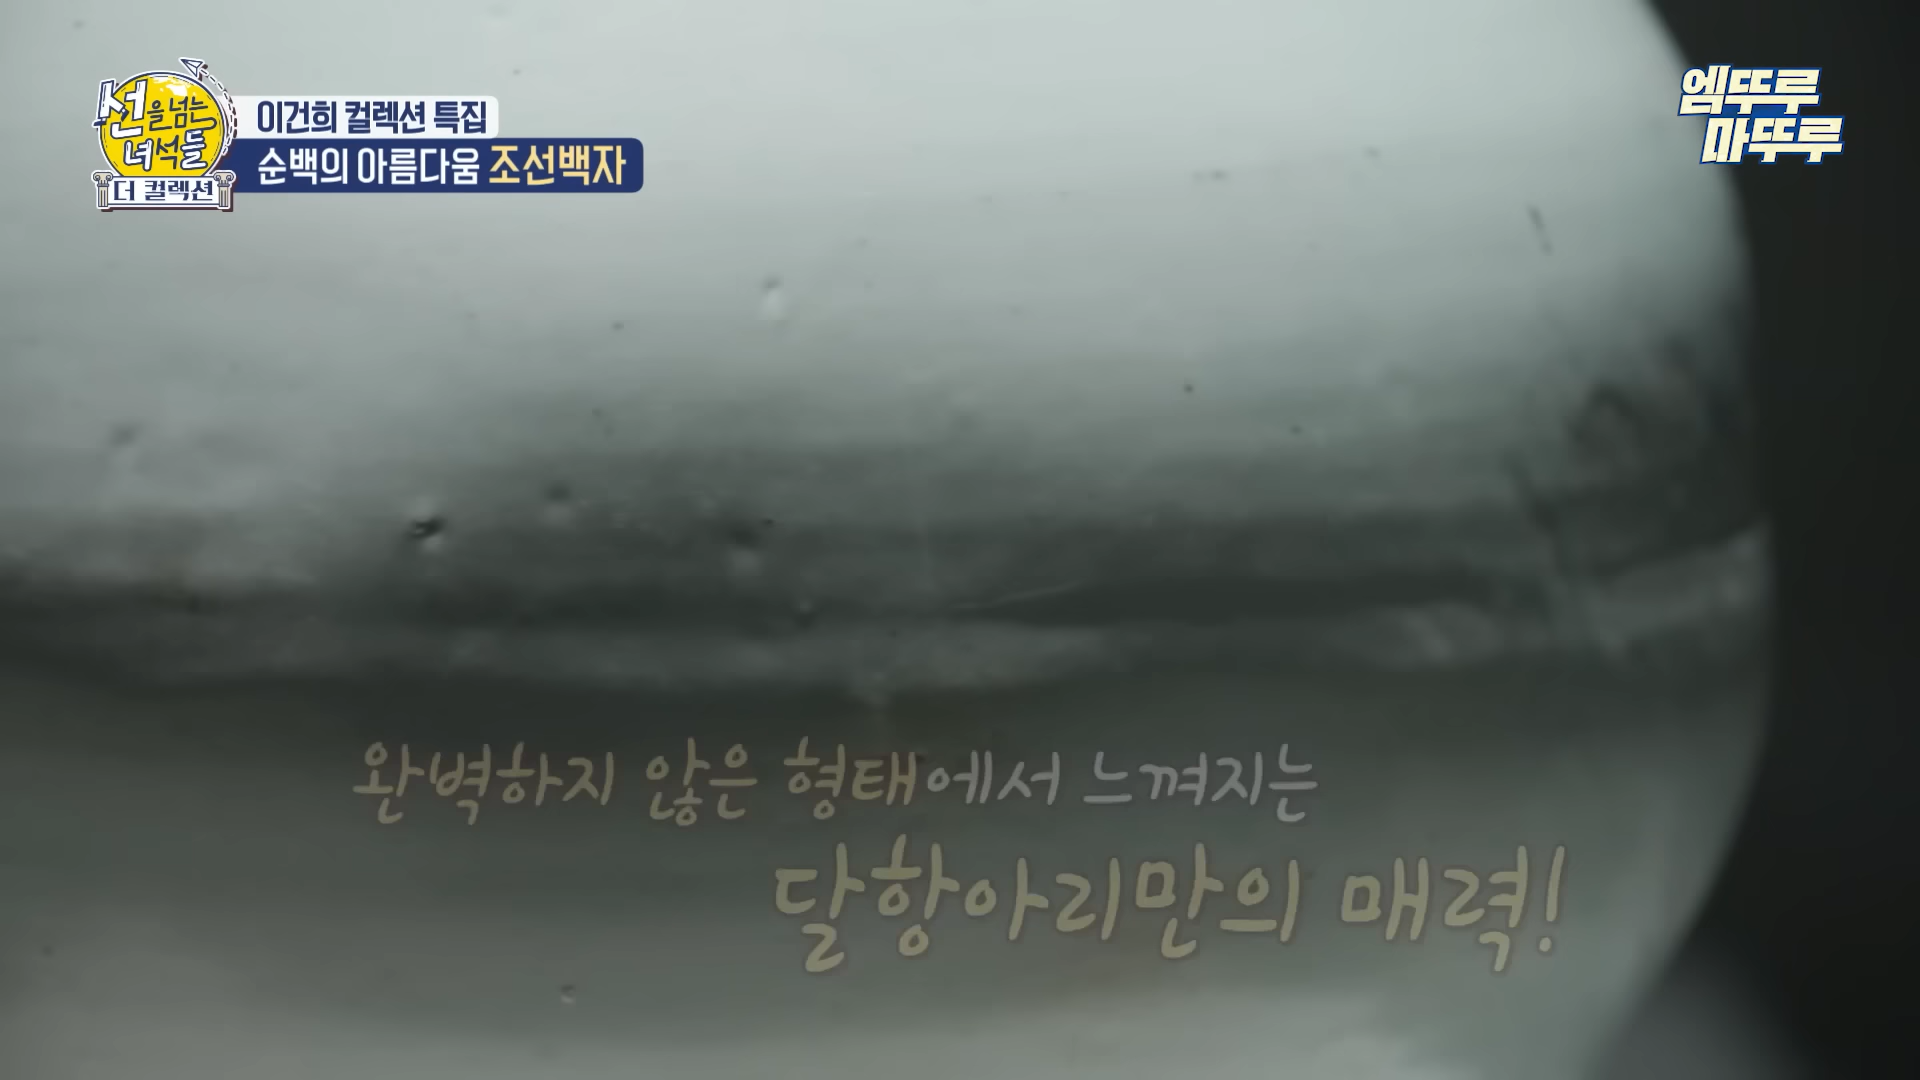 선을 넘는
녀석들
더 컬렉션
이건희 컬렉션 특집
순백의 아름다움 조선백자
엠뚜루
마뚜루
완벽하지 않은 형태에서 느껴지는
달항아리만의 매력!